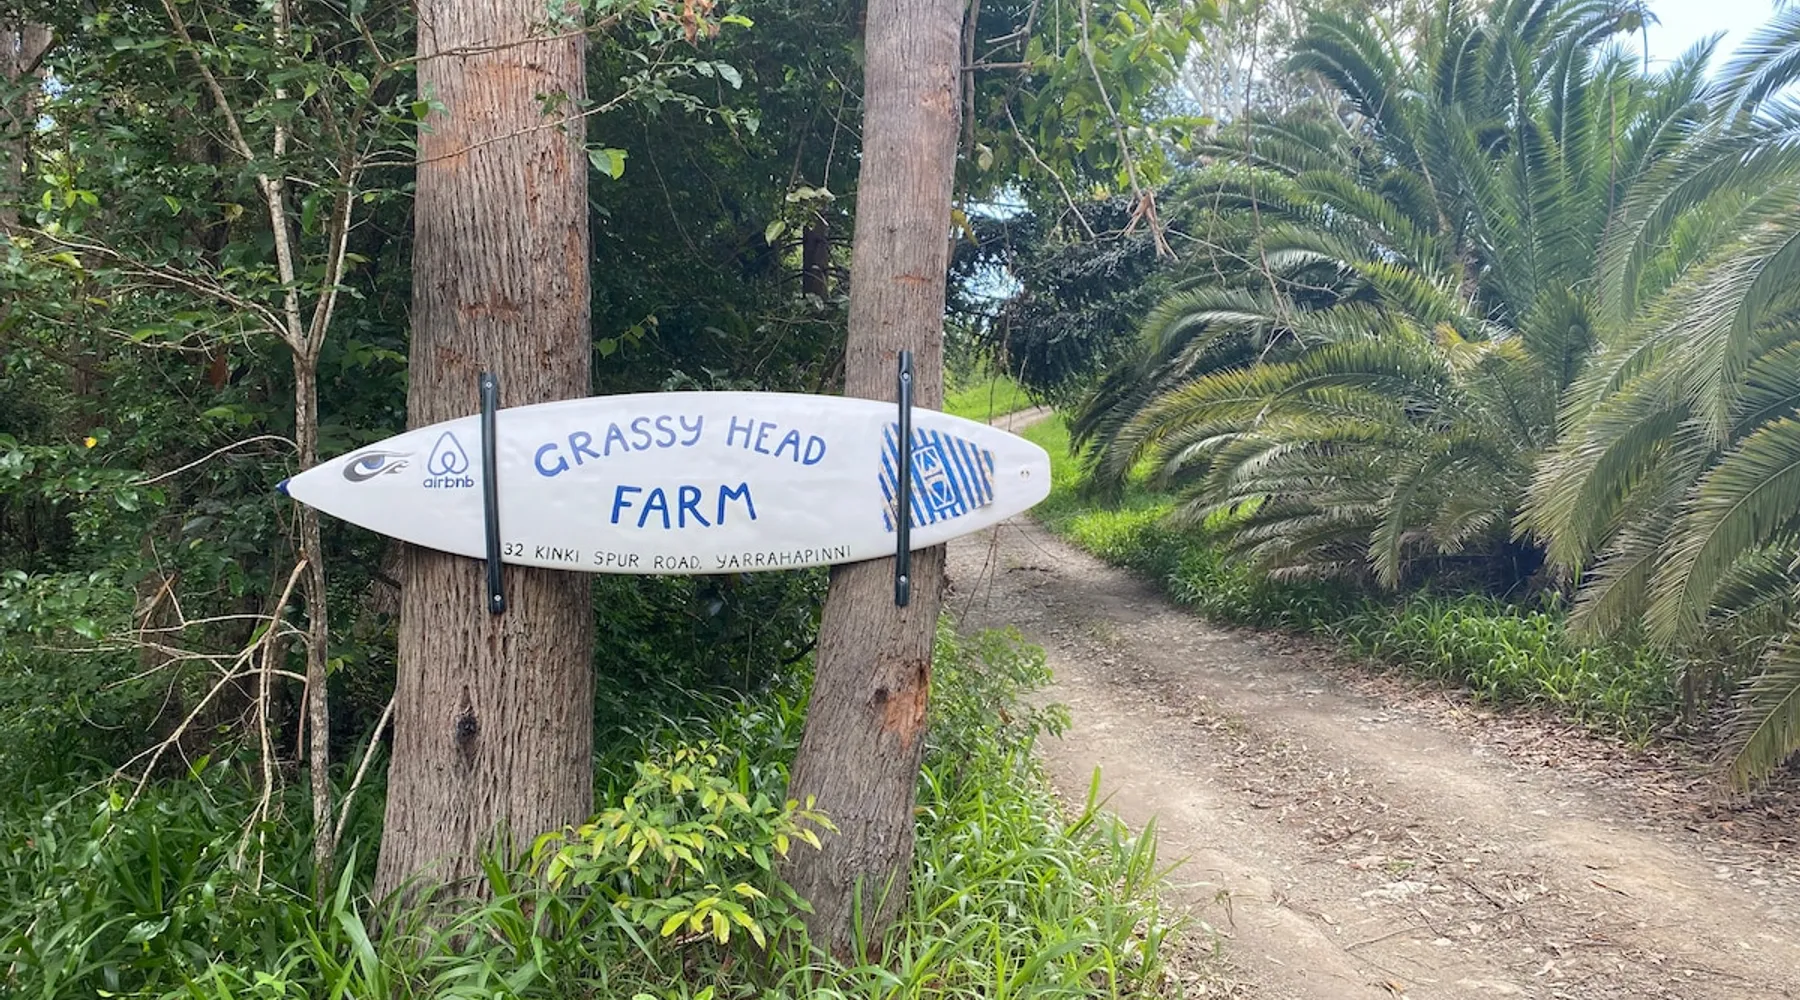 GRASSY HEAD
FARM
airbnb
32 KINKI SPUR ROAD, YARRAHAPINNI